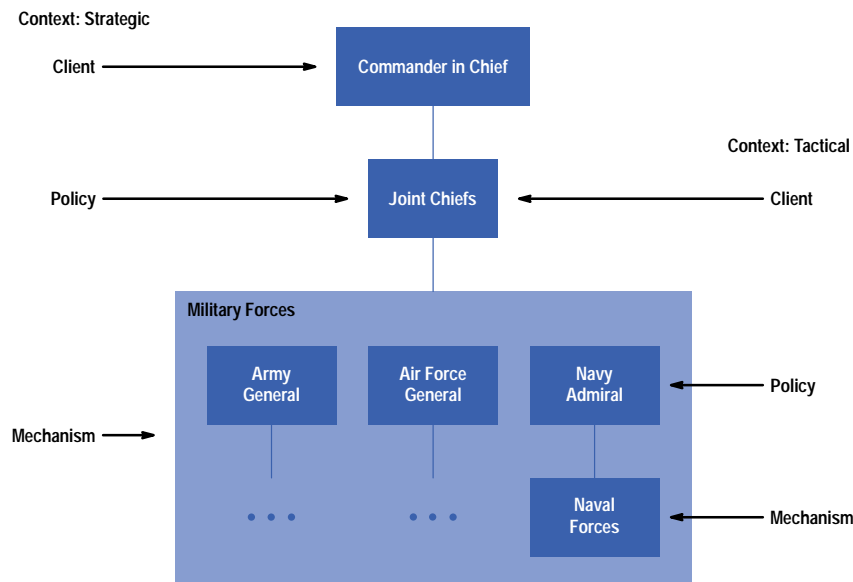 Context: Strategic
Client
Commander in Chief
Context: Tactical
Policy
Joint Chiefs
Client
Military Forces
Army
General
Air Force
General
Navy
Admiral
Policy
Mechanism
Naval
Forces
Mechanism